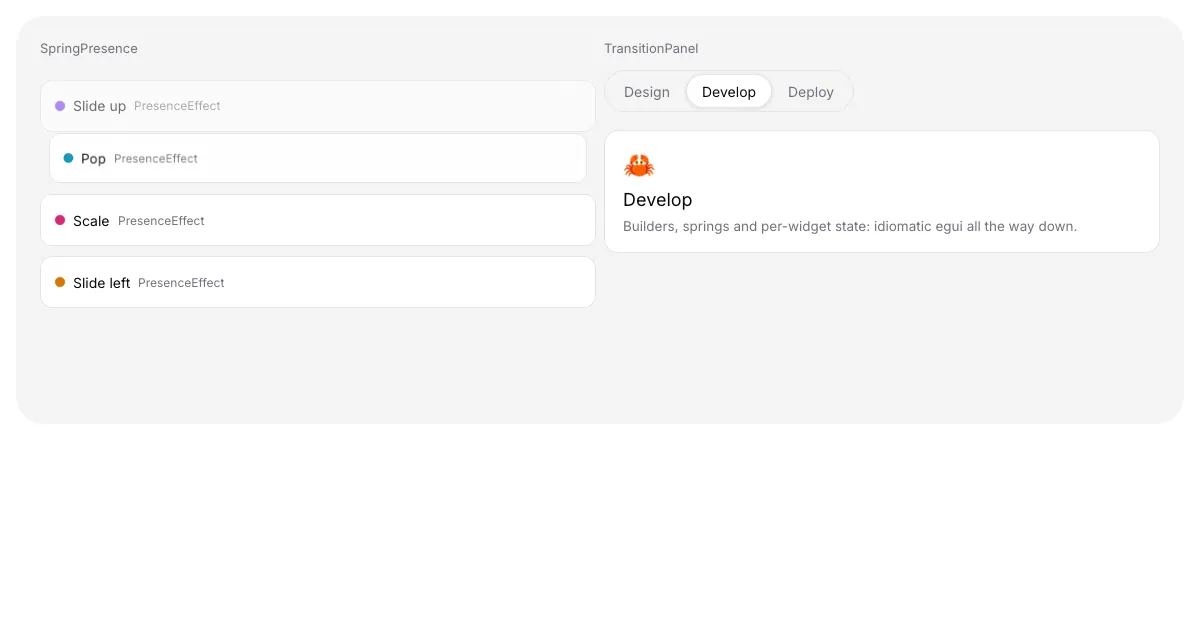 SpringPresence
Slide up PresenceEffect
Pop PresenceEffect
Scale PresenceEffect
Slide left PresenceEffect
TransitionPanel
Design Develop Deploy
Develop
Builders, springs and per-widget state: idiomatic egui all the way down.